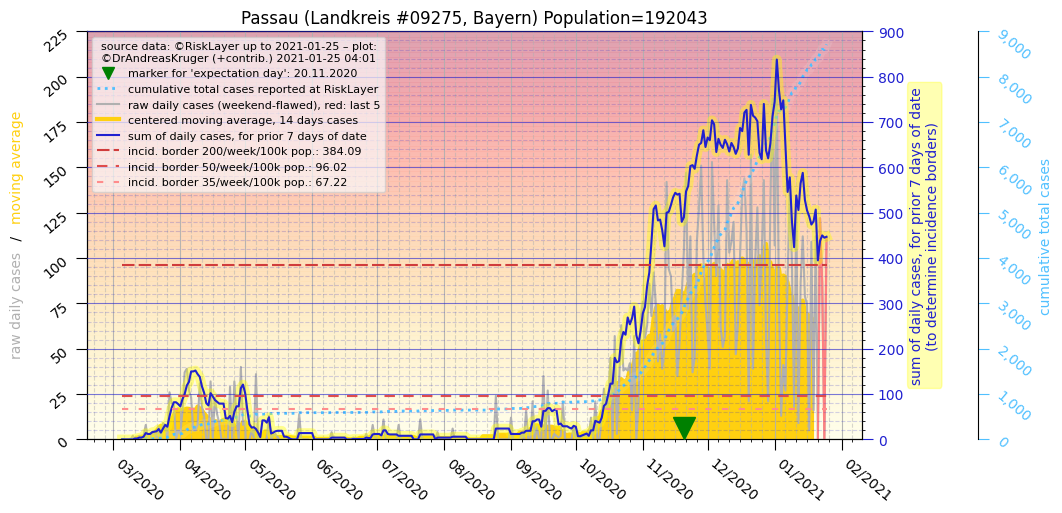 Passau (Landkreis #09275, Bayern) Population=192043
source data: ©RiskLayer up to 2021-01-25 – plot:
©DrAndreasKruger (+contrib.) 2021-01-25 04:01
marker for 'expectation day': 20.11.2020
cumulative total cases reported at RiskLayer
raw daily cases (weekend-flawed), red: last 5
centered moving average, 14 days cases
sum of daily cases, for prior 7 days of date
incid. border 200/week/100k pop.: 384.09
incid. border 50/week/100k pop.: 96.02
incid. border 35/week/100k pop.: 67.22
raw daily cases / moving average
225
200
175
150
125
100
75
50
25
0
03/2020
04/2020
05/2020
06/2020
07/2020
08/2020
09/2020
10/2020
11/2020
12/2020
01/2021
02/2021
900
800
700
600
500
400
300
200
100
0
sum of daily cases, for prior 7 days of date
(to determine incidence borders)
9,000
8,000
7,000
6,000
5,000
4,000
3,000
2,000
1,000
0
cumulative total cases